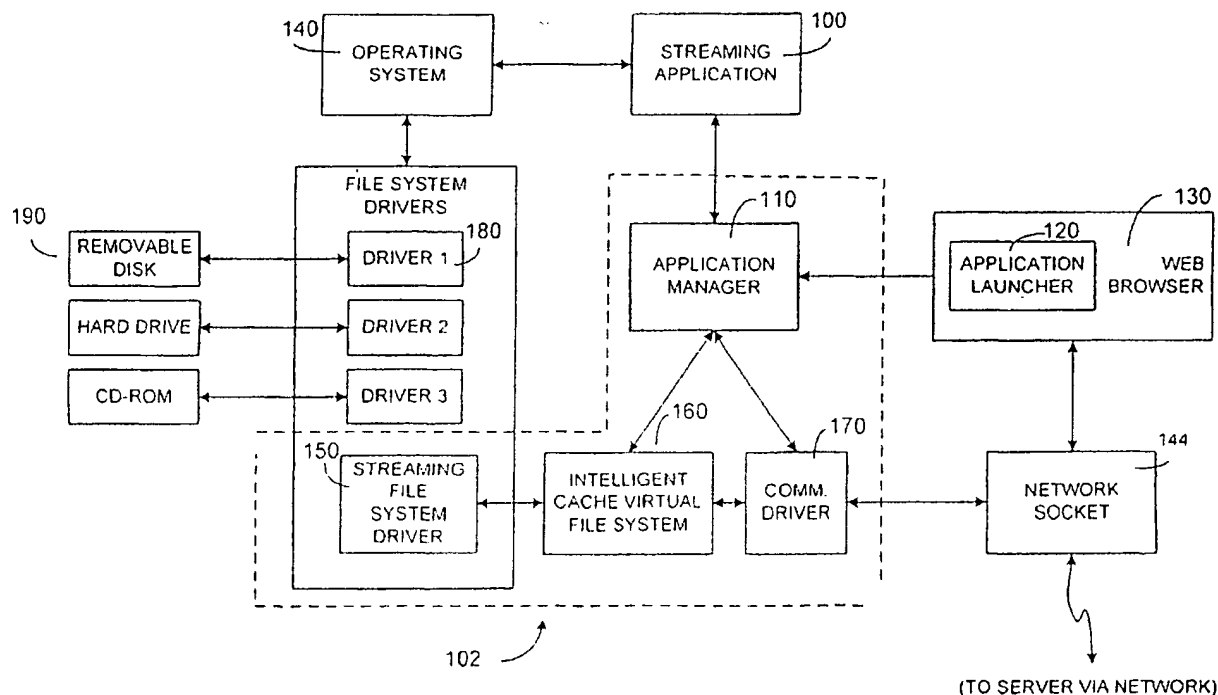 140
OPERATING
SYSTEM
100
STREAMING
APPLICATION
FILE SYSTEM
DRIVERS
190
REMOVABLE
DISK
HARD DRIVE
CD-ROM
180
DRIVER 1
DRIVER 2
DRIVER 3
110
APPLICATION
MANAGER
130
120
APPLICATION
LAUNCHER
WEB
BROWSER
150
STREAMING
FILE
SYSTEM
DRIVER
160
INTELLIGENT
CACHE VIRTUAL
FILE SYSTEM
170
COMM.
DRIVER
144
NETWORK
SOCKET
102
(TO SERVER VIA NETWORK)